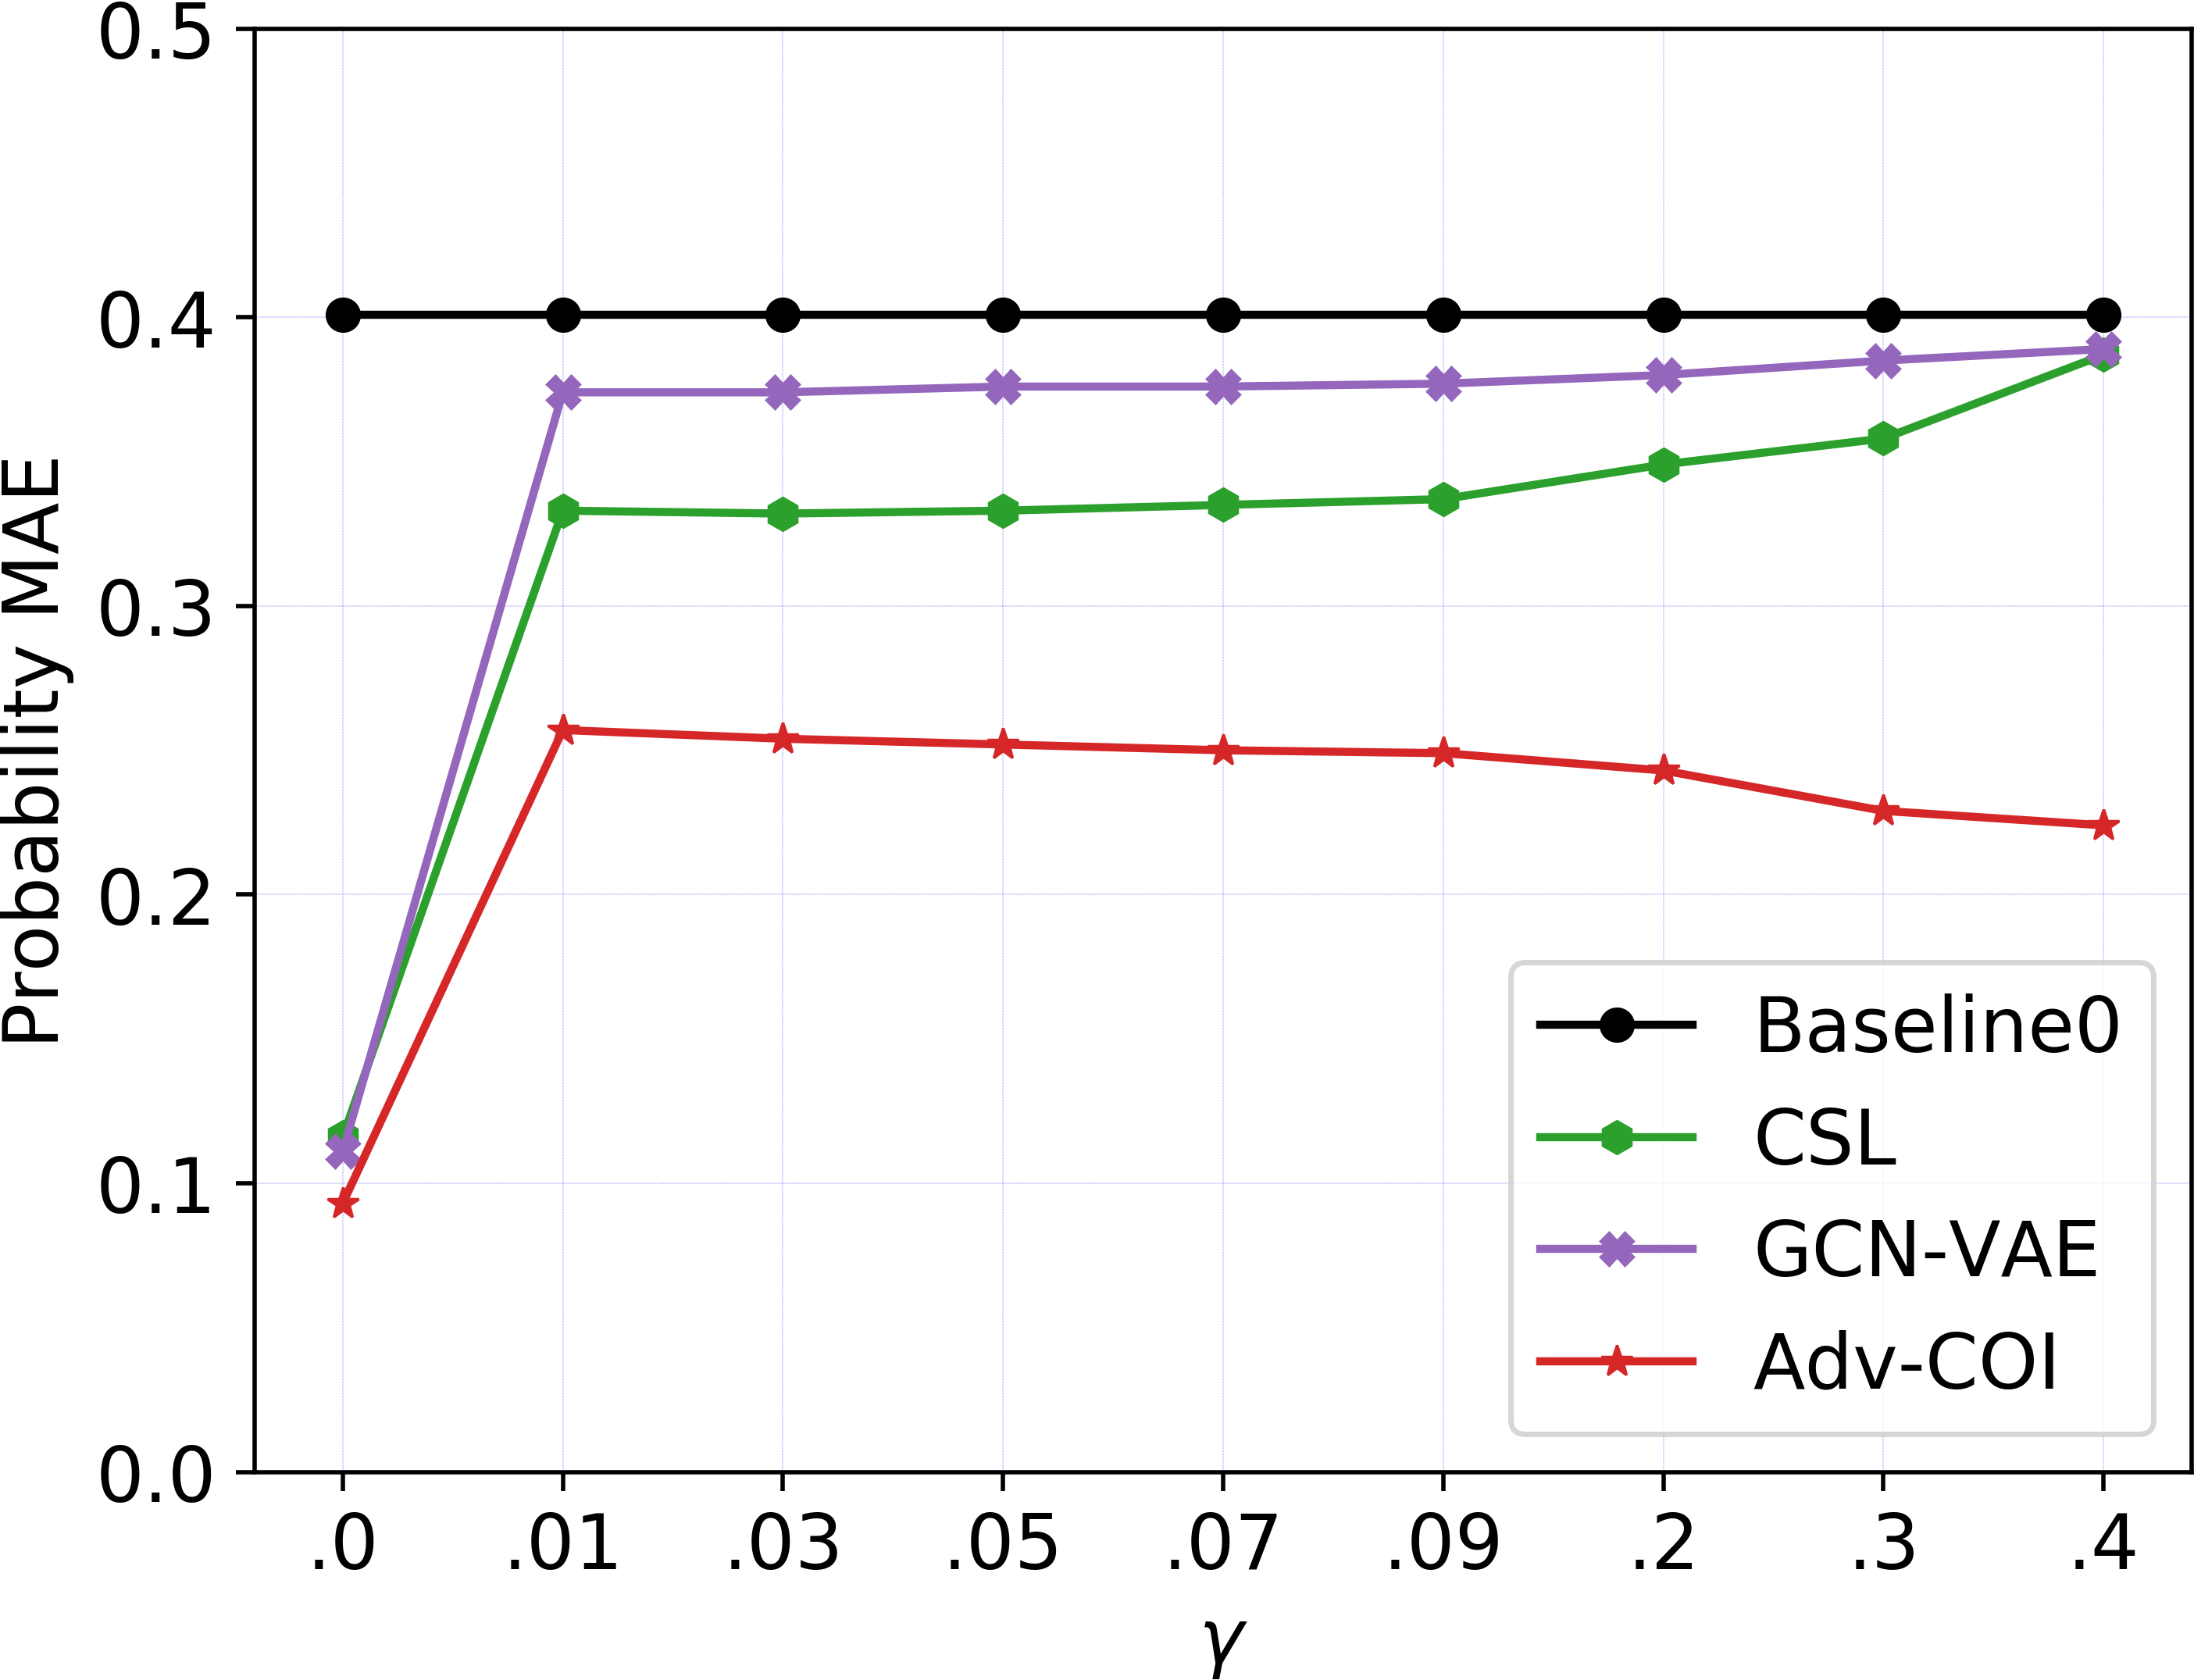 0.5
0.4
0.3
0.2
0.1
0.0
Probability MAE
.0 .01 .03 .05 .07 .09 .2 .3 .4
γ
Baseline0
CSL
GCN-VAE
Adv-COI